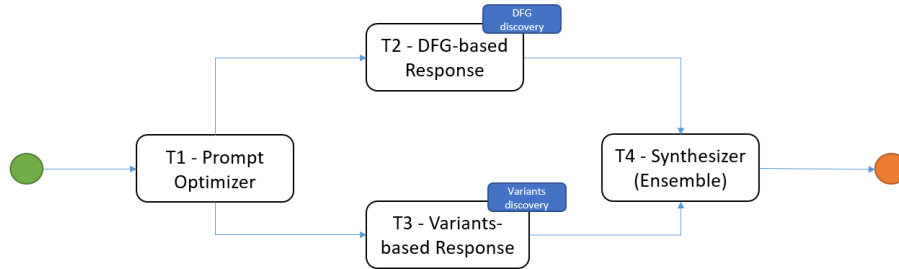 DFG
discovery
T2 - DFG-based
Response
T1 - Prompt
Optimizer
T4 - Synthesizer
(Ensemble)
Variants
discovery
T3 - Variants-
based Response